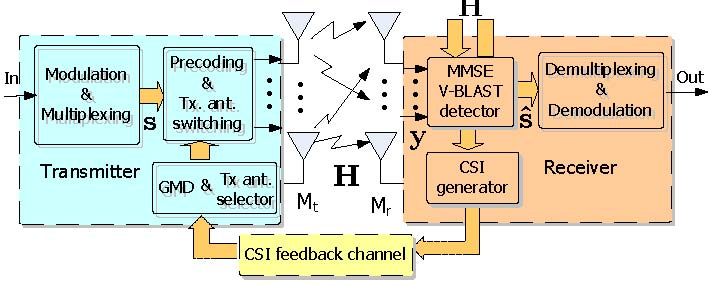 H
In
Modulation
&
Multiplexing
s
Precoding
&
Tx. ant.
switching
MMSE
V-BLAST
detector
ŝ
Demultiplexing
&
Demodulation
Out
y
Transmitter
GMD & Tx ant.
selector
Mt
H
Mr
CSI
generator
Receiver
CSI feedback channel